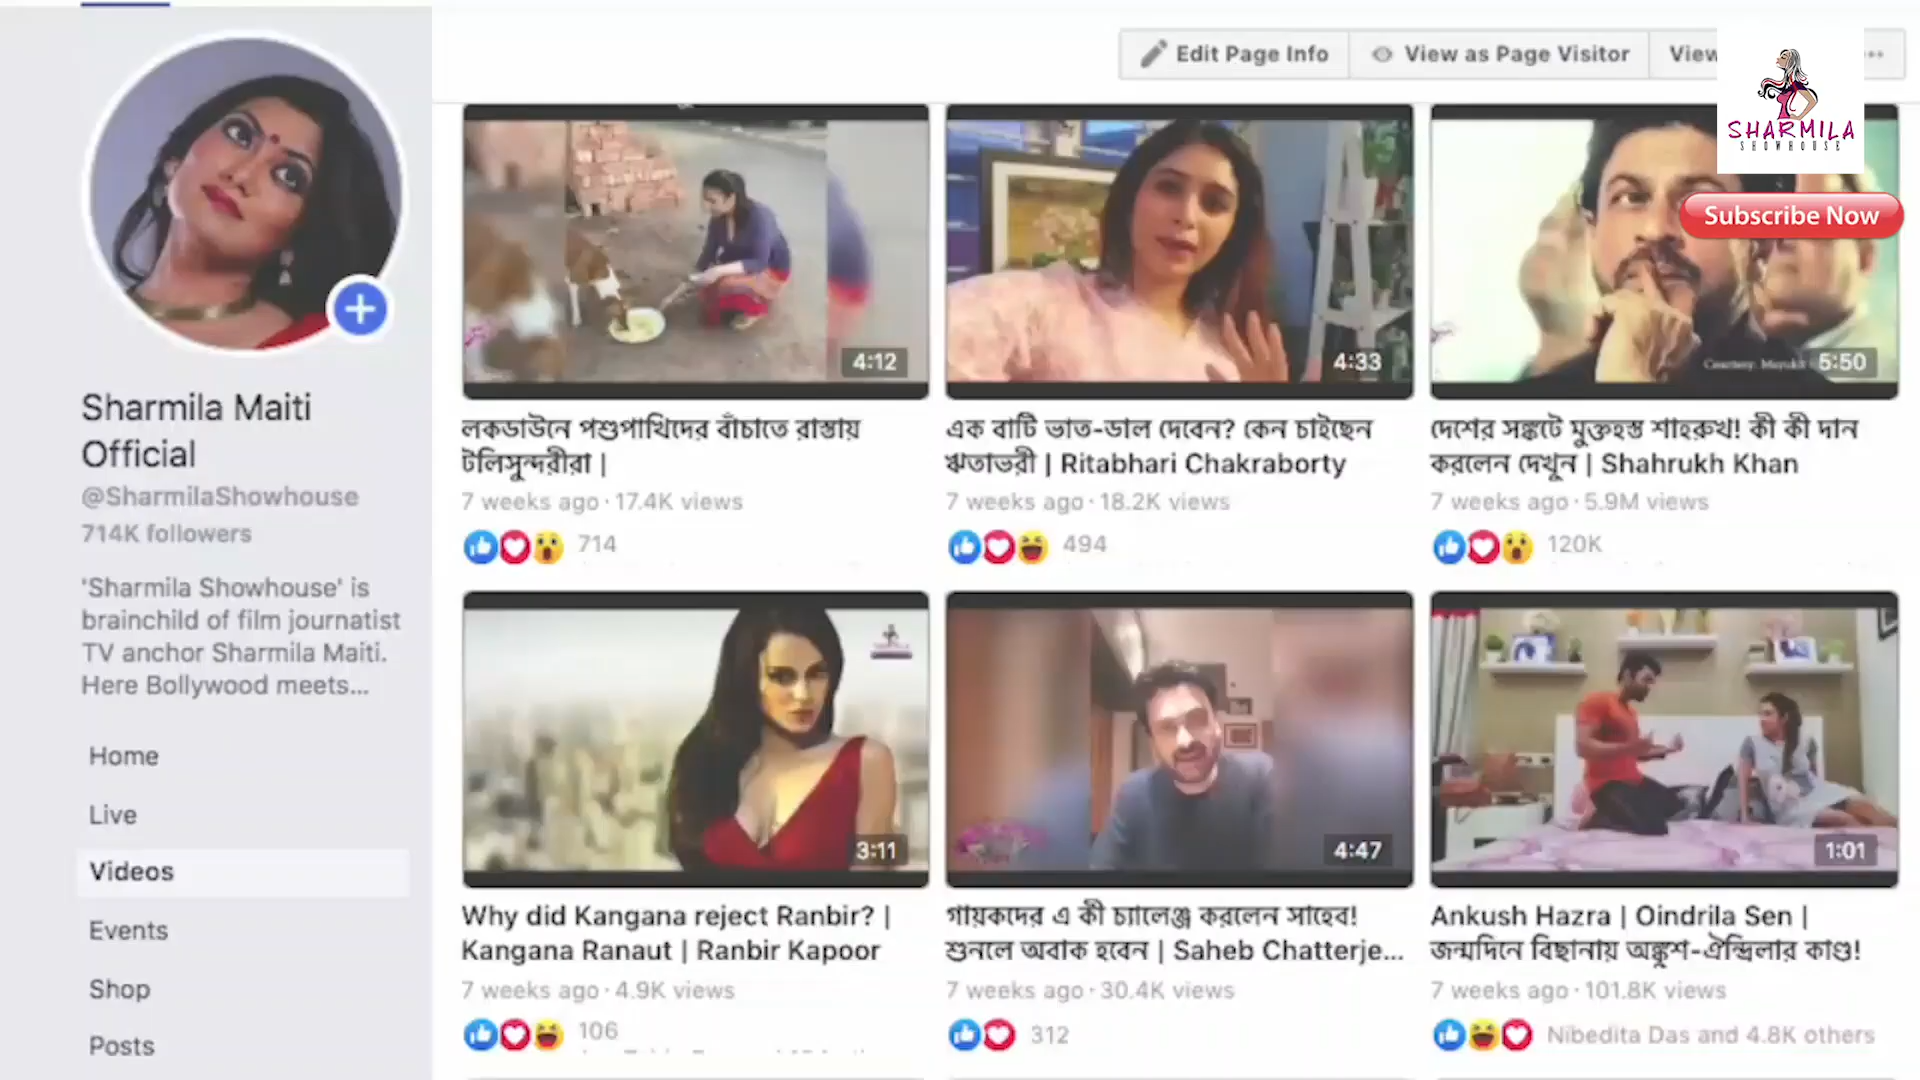 Edit Page Info
View as Page Visitor
View
SHARMILA
SHOWHOUSE
Subscribe Now
Sharmila Maiti
Official
@SharmilaShowhouse
714K followers
'Sharmila Showhouse' is
brainchild of film journatist
TV anchor Sharmila Maiti.
Here Bollywood meets...
Home
Live
Videos
Events
Shop
Posts
4:12
লকডাউনে পশুপাখিদের বাঁচাতে রাস্তায়
টলিসুন্দরীরা |
7 weeks ago · 17.4K views
714
4:33
এক বাটি ভাত-ডাল দেবেন? কেন চাইছেন
ঋতাভরী | Ritabhari Chakraborty
7 weeks ago · 18.2K views
494
Courtesy:
5:50
দেশের সঙ্কটে মুক্তহস্ত শাহরুখ! কী কী দান
করলেন দেখুন | Shahrukh Khan
7 weeks ago · 5.9M views
120K
3:11
Why did Kangana reject Ranbir? |
Kangana Ranaut | Ranbir Kapoor
7 weeks ago · 4.9K views
106
4:47
গায়কদের এ কী চ্যালেঞ্জ করলেন সাহেব!
শুনলে অবাক হবেন | Saheb Chatterje...
7 weeks ago · 30.4K views
312
1:01
Ankush Hazra | Oindrila Sen |
জন্মদিনে বিছানায় অঙ্কুশ-ঐন্দ্রিলার কাণ্ড!
7 weeks ago · 101.8K views
Nibedita Das and 4.8K others